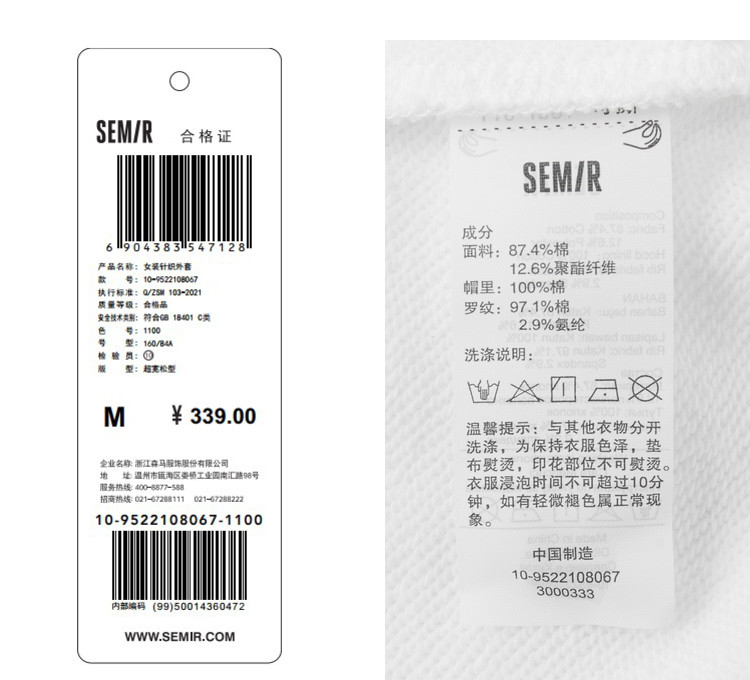 SEMIR 合格证
6 904383 547128
产品名称: 女装针织外套
款 号: 10-9522108067
执行标准: Q/ZSM 103-2021
质量等级: 合格品
安全技术类别: 符合GB 18401 C类
色 号: 1100
号 型: 160/84A
检 验 员: 10
版 型: 超宽松型
M ¥ 339.00
企业名称: 浙江森马服饰股份有限公司
地 址: 温州市瓯海区娄桥工业园南汇路98号
服务热线: 400-8877-588
招商热线: 021-67288111 021-67288222
10-9522108067-1100
内部编码 (99)50014360472
WWW.SEMIR.COM
SEMIR
成分
面料: 87.4%棉
12.6%聚酯纤维
帽里: 100%棉
罗纹: 97.1%棉
2.9%氨纶
洗涤说明:
温馨提示: 与其他衣物分开
洗涤, 为保持衣服色泽, 垫
布熨烫, 印花部位不可熨烫。
衣服浸泡时间不可超过10分
钟, 如有轻微褪色属正常现
象。
中国制造
10-9522108067
3000333